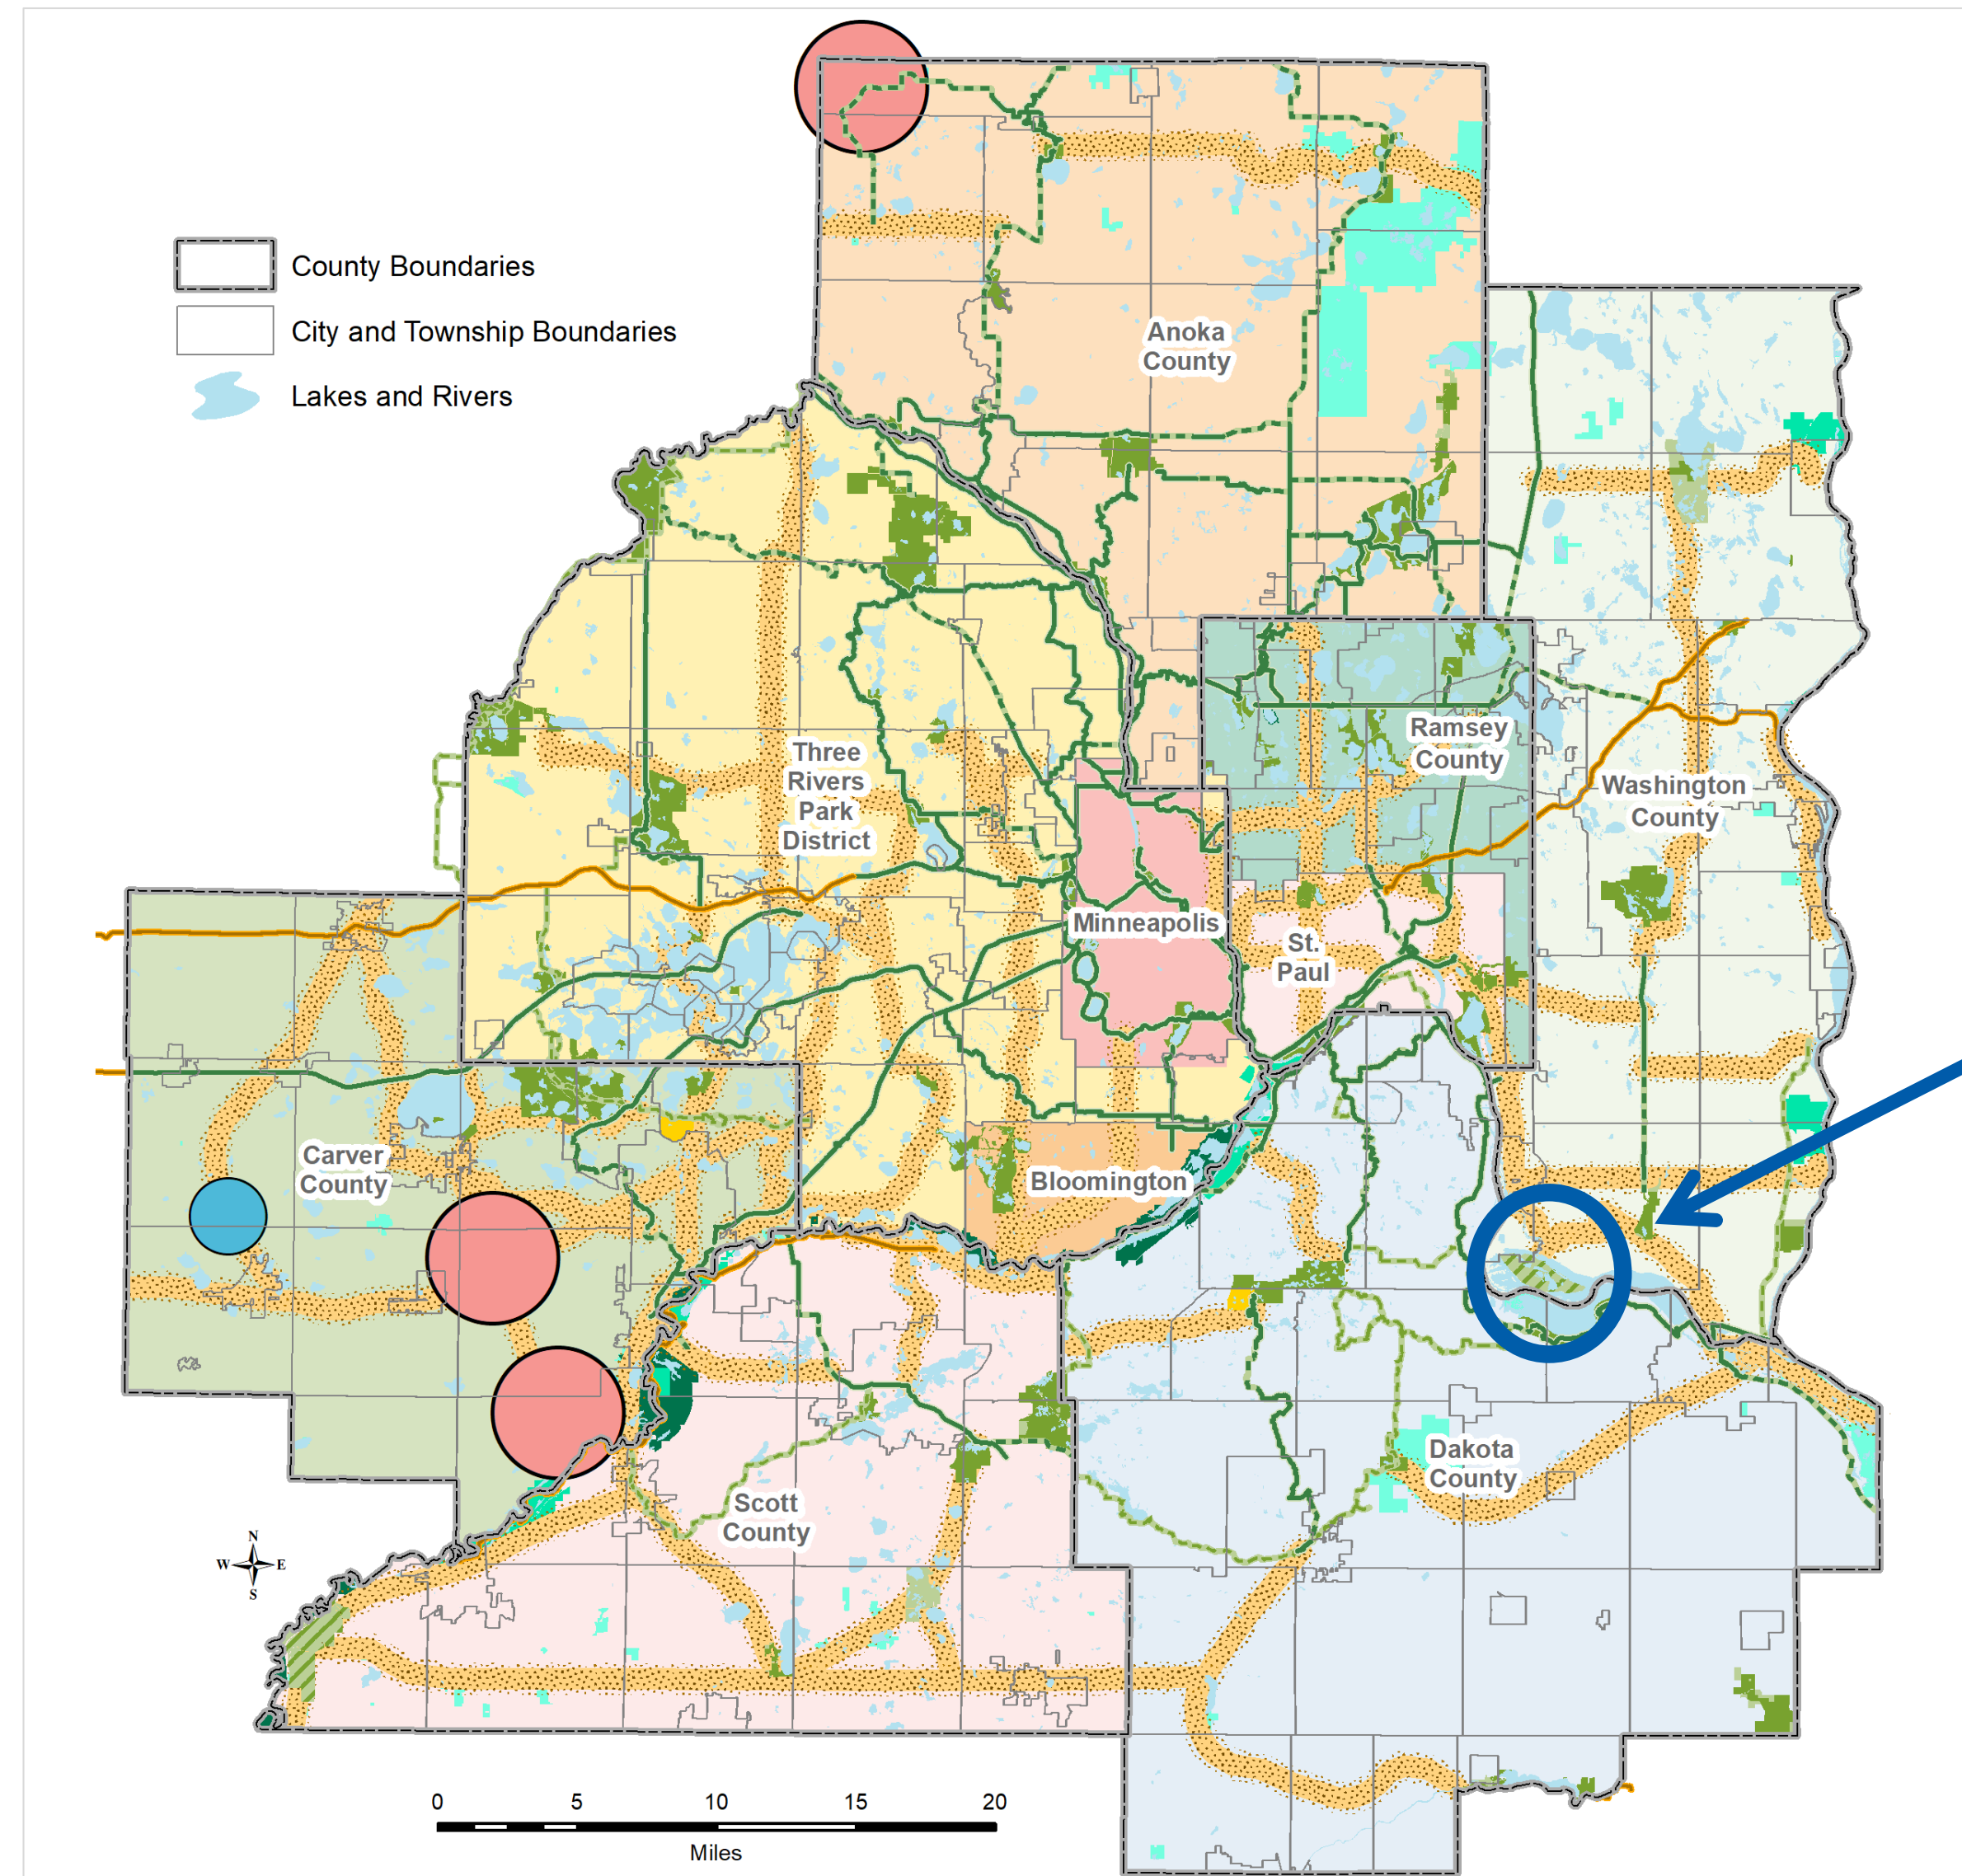 County Boundaries
City and Township Boundaries
Lakes and Rivers
Anoka
County
Three
Rivers
Park
District
Ramsey
County
Washington
County
Minneapolis
St.
Paul
Carver
County
Bloomington
Dakota
County
Scott
County
N
W E
S
0 5 10 15 20
Miles